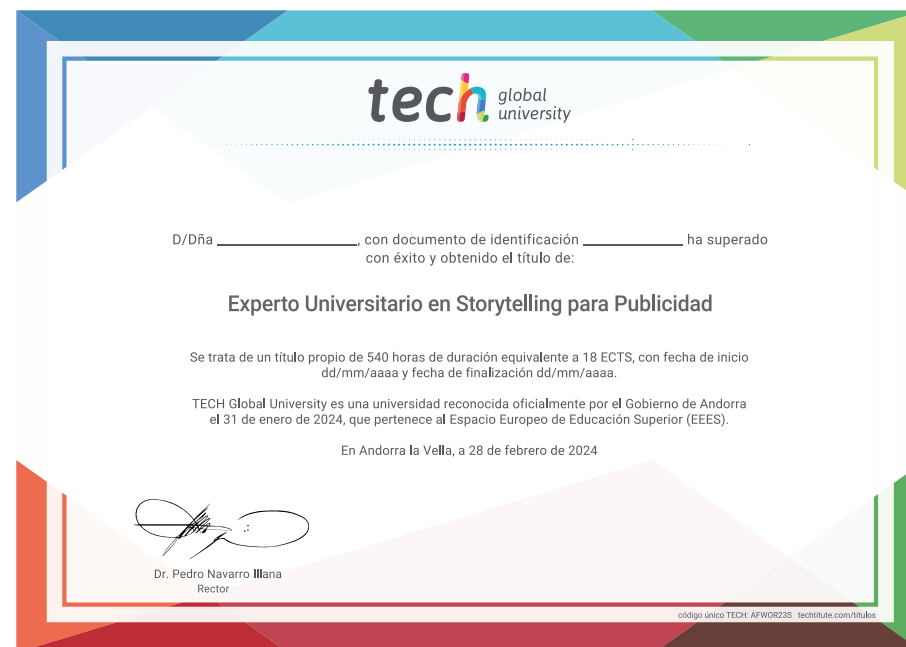 tech global university
D/Dña ____________, con documento de identificación ____________ ha superado
con éxito y obtenido el título de:
Experto Universitario en Storytelling para Publicidad
Se trata de un título propio de 540 horas de duración equivalente a 18 ECTS, con fecha de inicio
dd/mm/aaaa y fecha de finalización dd/mm/aaaa.
TECH Global University es una universidad reconocida oficialmente por el Gobierno de Andorra
el 31 de enero de 2024, que pertenece al Espacio Europeo de Educación Superior (EEES).
En Andorra la Vella, a 28 de febrero de 2024
Dr. Pedro Navarro Illana
Rector
código único TECH: AFWOR23S techtitute.com/titulos